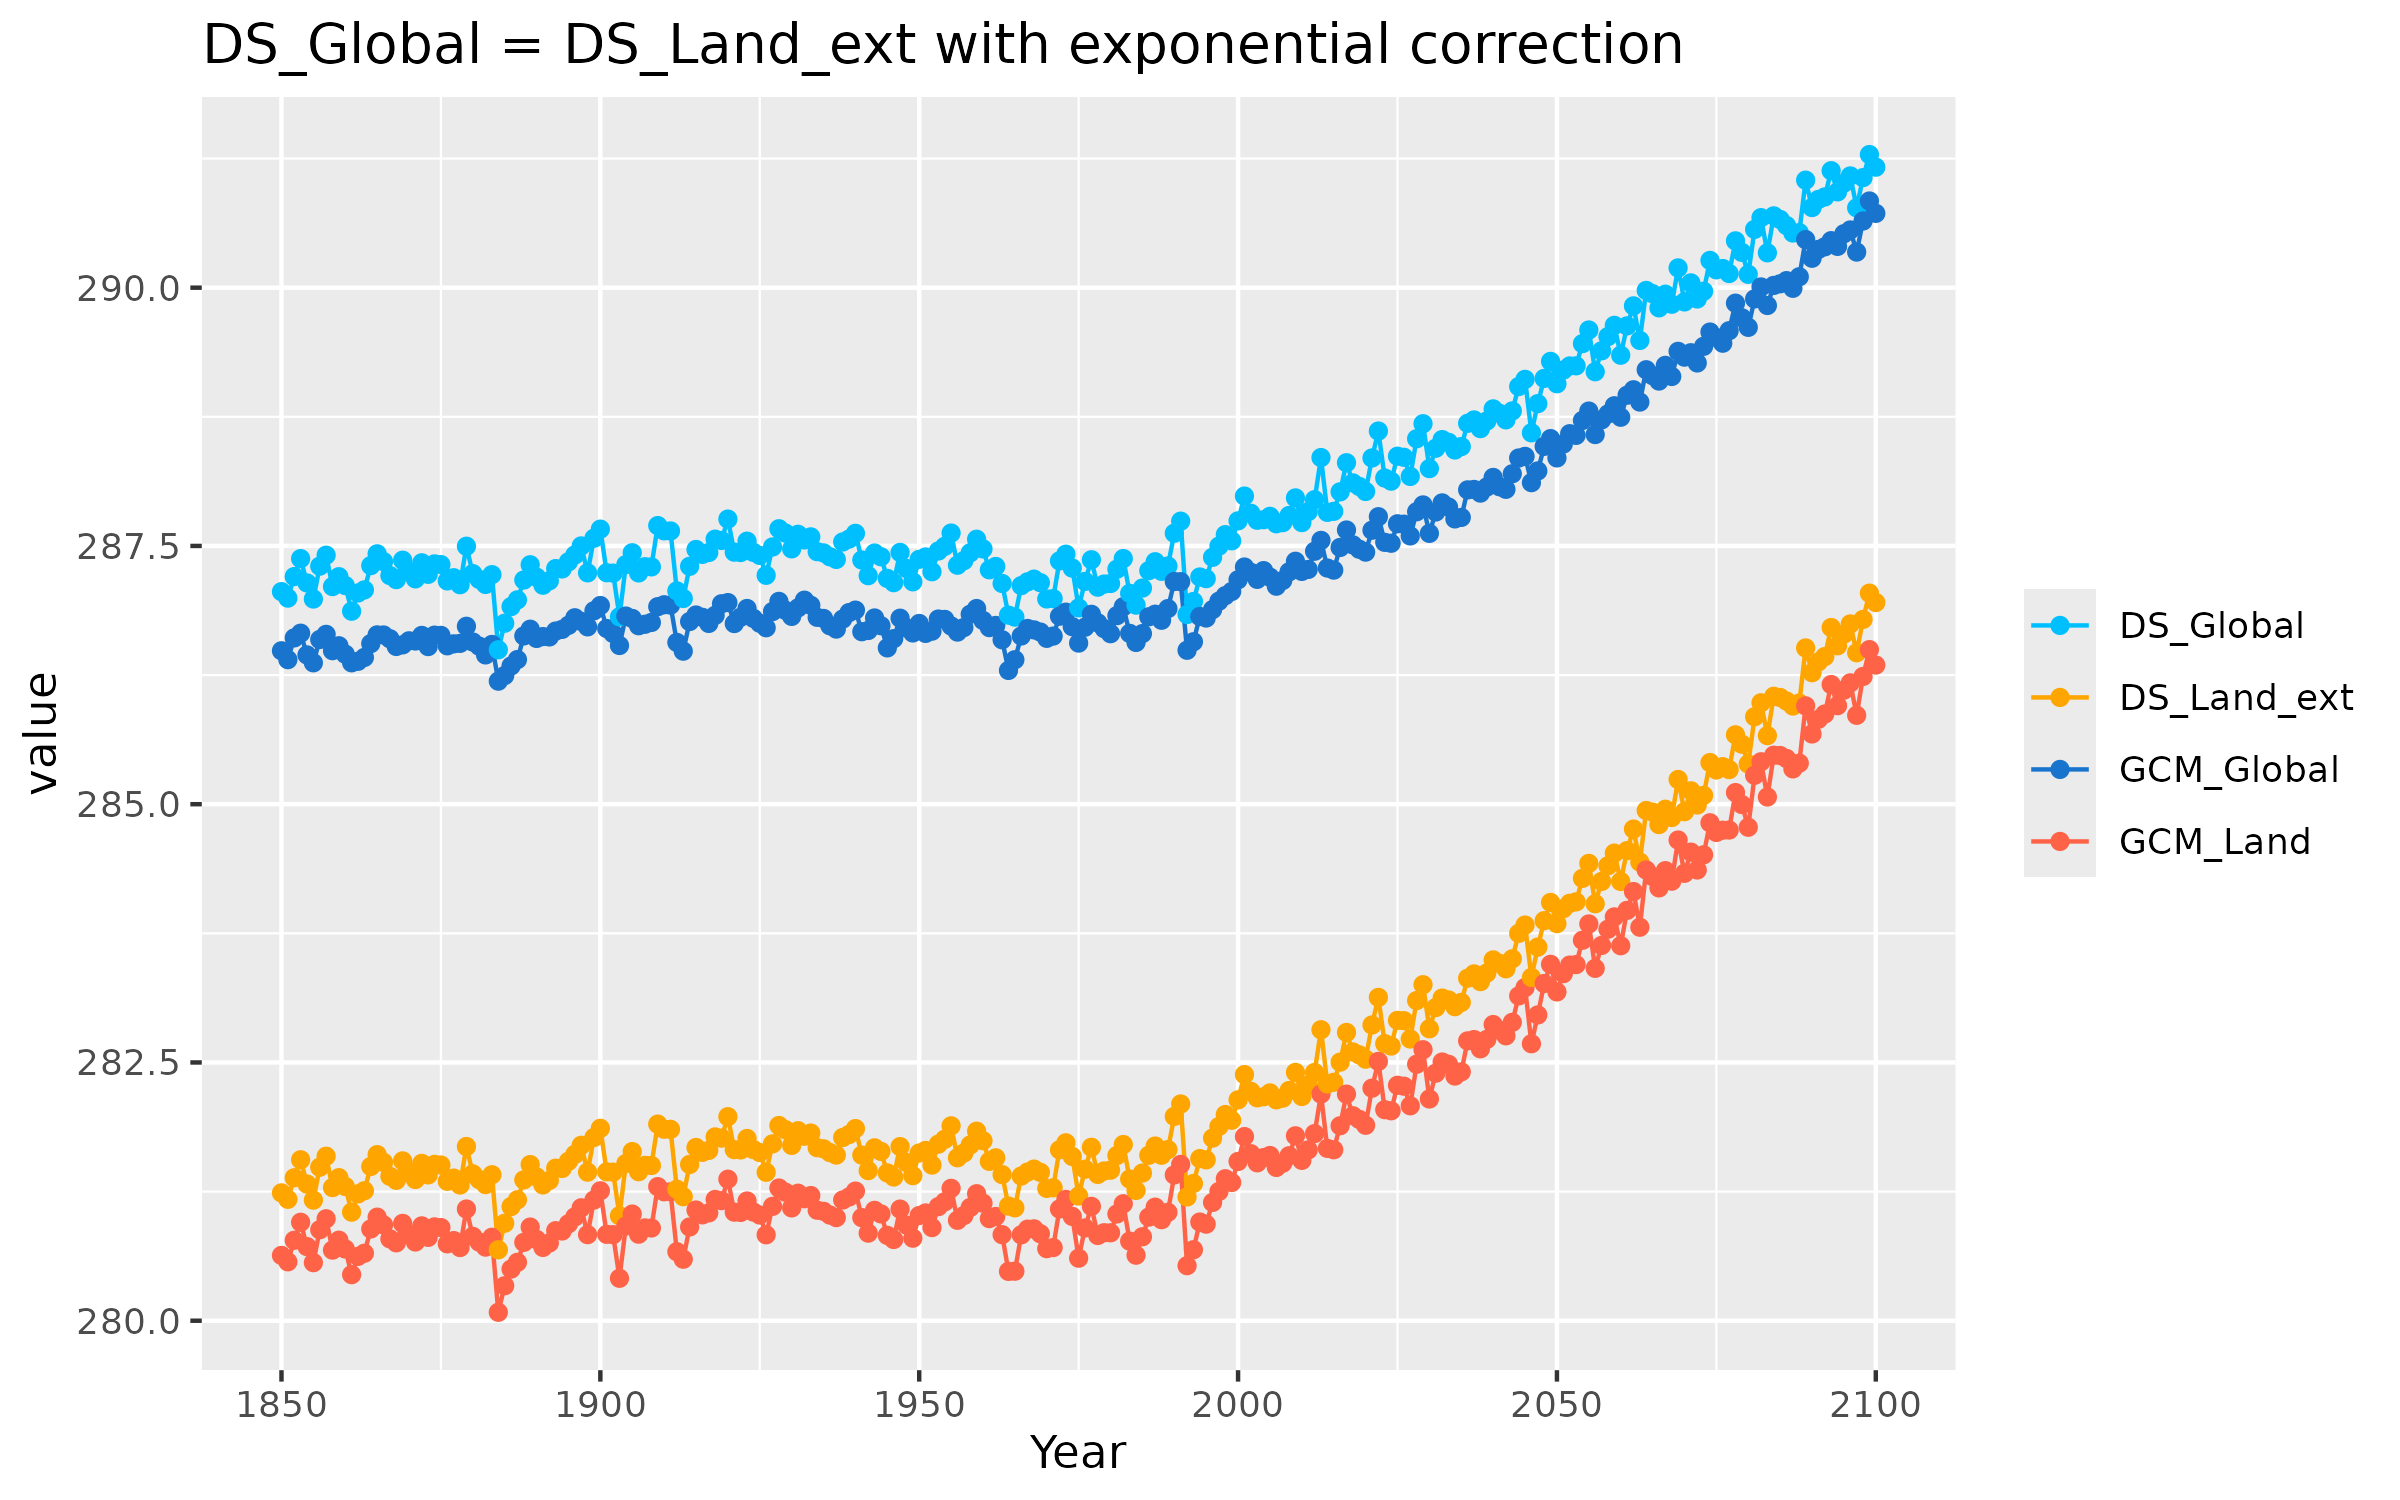 DS_Global = DS_Land_ext with exponential correction
value
290.0
287.5
285.0
282.5
280.0
1850
1900
1950
2000
2050
2100
Year
DS_Global
DS_Land_ext
GCM_Global
GCM_Land